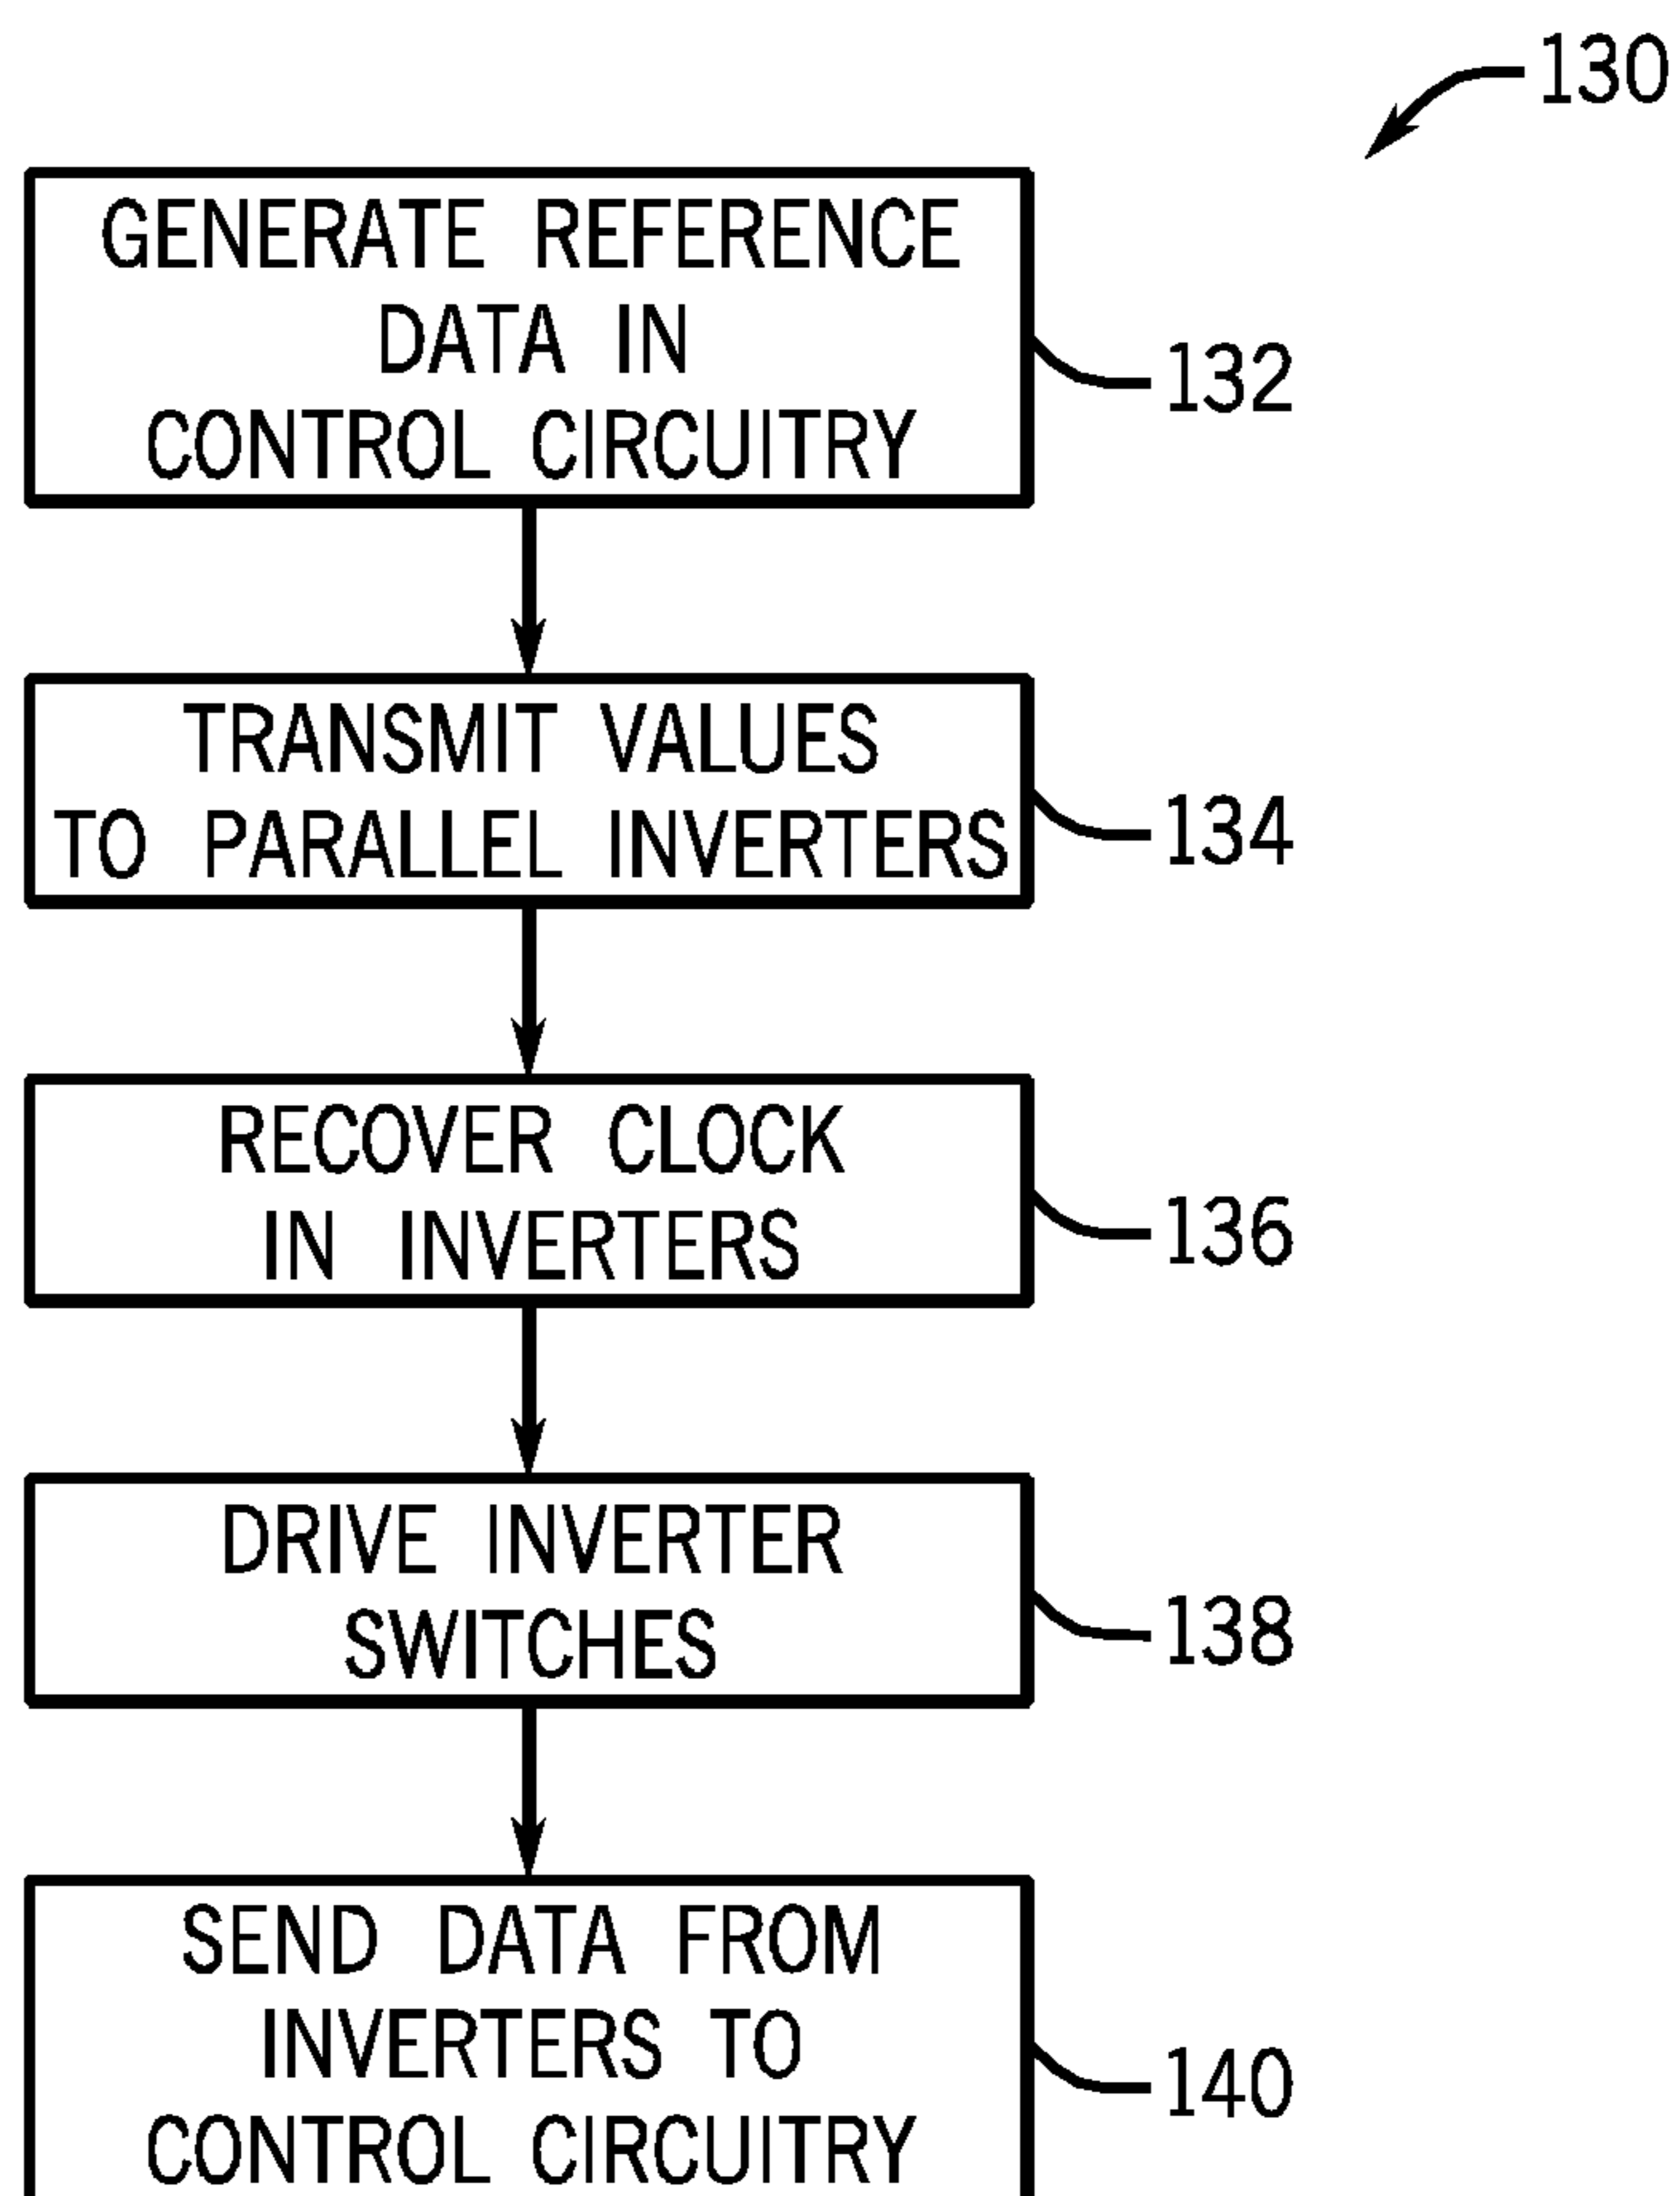 130
GENERATE REFERENCE
DATA IN
CONTROL CIRCUITRY
132
TRANSMIT VALUES
TO PARALLEL INVERTERS
134
RECOVER CLOCK
IN INVERTERS
136
DRIVE INVERTER
SWITCHES
138
SEND DATA FROM
INVERTERS TO
CONTROL CIRCUITRY
140